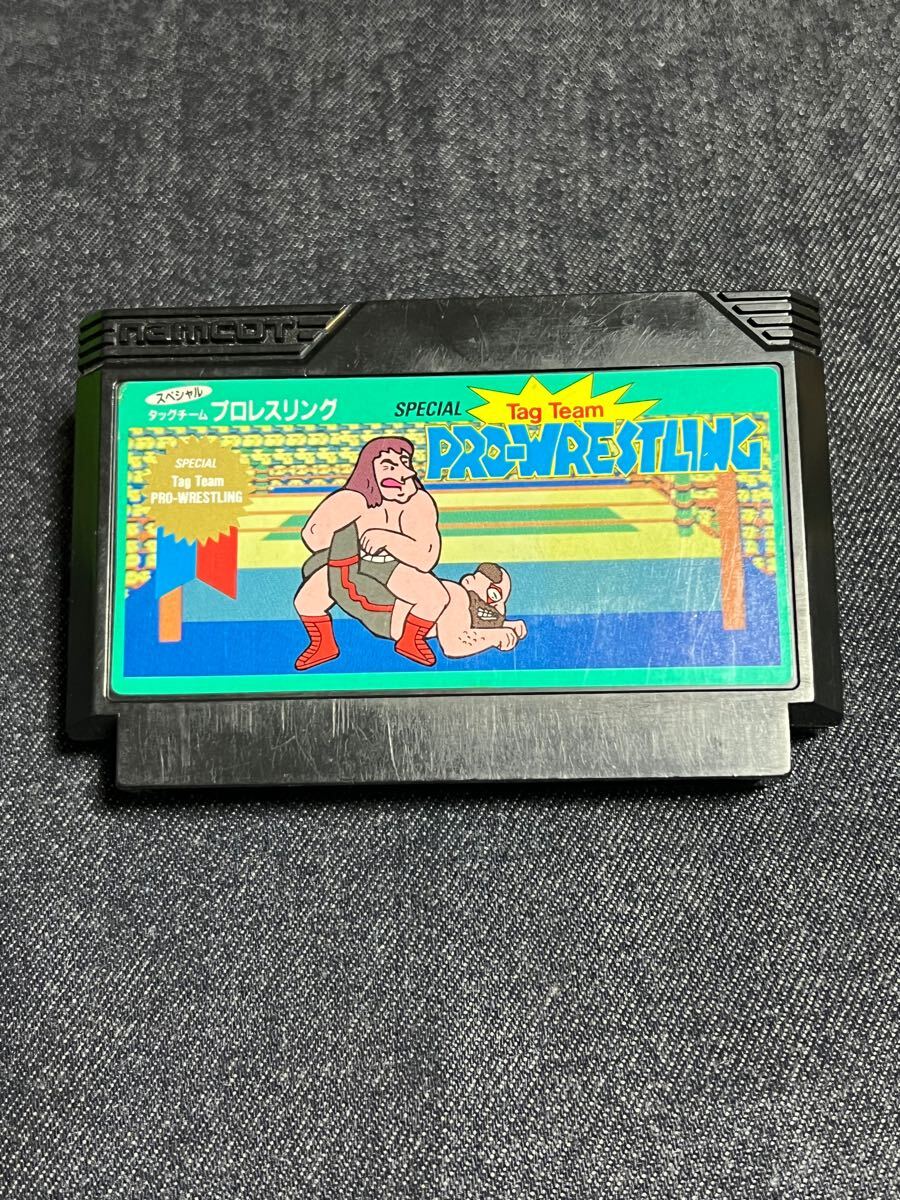 namcot
スペシャル
タッグチーム プロレスリング
SPECIAL Tag Team
PRO-WRESTLING
SPECIAL
Tag Team
PRO-WRESTLING